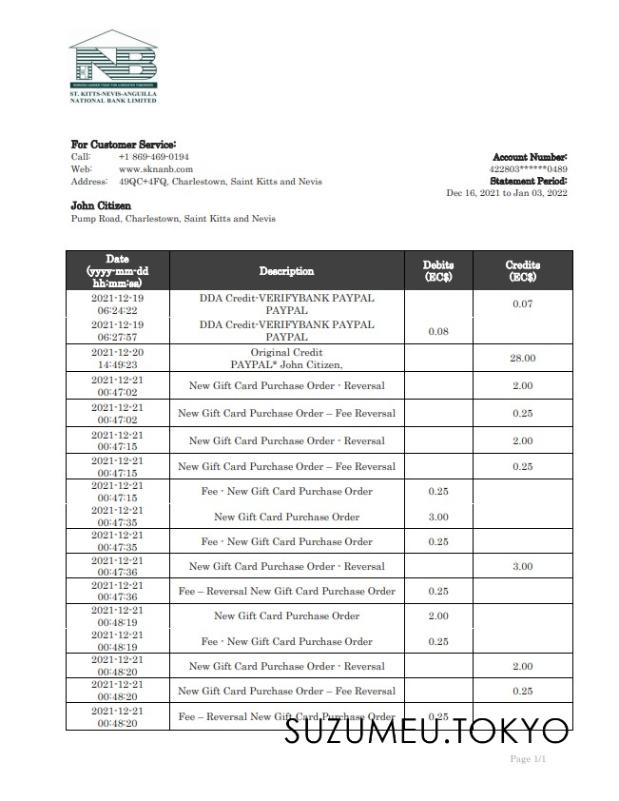 ST. KITTS-NEVIS-ANGUILLA
NATIONAL BANK LIMITED
For Customer Service:
Call: +1 869-469-0194
Web: www.sknanb.com
Address: 49QC+4FQ, Charlestown, Saint Kitts and Nevis
Account Number:
422803******0489
Statement Period:
Dec 16, 2021 to Jan 03, 2022
John Citizen
Pump Road, Charlestown, Saint Kitts and Nevis
Date (yyyy-mm-dd hh:mm:ss) Description Debits (EC$) Credits (EC$)
2021-12-19 06:24:22 DDA Credit-VERIFYBANK PAYPAL PAYPAL 0.07
2021-12-19 06:27:57 DDA Credit-VERIFYBANK PAYPAL PAYPAL 0.08
2021-12-20 14:49:23 Original Credit PAYPAL* John Citizen, 28.00
2021-12-21 00:47:02 New Gift Card Purchase Order - Reversal 2.00
2021-12-21 00:47:02 New Gift Card Purchase Order – Fee Reversal 0.25
2021-12-21 00:47:15 New Gift Card Purchase Order - Reversal 2.00
2021-12-21 00:47:15 New Gift Card Purchase Order – Fee Reversal 0.25
2021-12-21 00:47:15 Fee - New Gift Card Purchase Order 0.25
2021-12-21 00:47:35 New Gift Card Purchase Order 3.00
2021-12-21 00:47:35 Fee - New Gift Card Purchase Order 0.25
2021-12-21 00:47:36 New Gift Card Purchase Order - Reversal 3.00
2021-12-21 00:47:36 Fee – Reversal New Gift Card Purchase Order 0.25
2021-12-21 00:48:19 New Gift Card Purchase Order 2.00
2021-12-21 00:48:19 Fee - New Gift Card Purchase Order 0.25
2021-12-21 00:48:20 New Gift Card Purchase Order - Reversal 2.00
2021-12-21 00:48:20 New Gift Card Purchase Order – Fee Reversal 0.25
2021-12-21 00:48:20 Fee – Reversal New Gift Card Purchase Order 0.25
SUZUMEU.TOKYO
Page 1/1